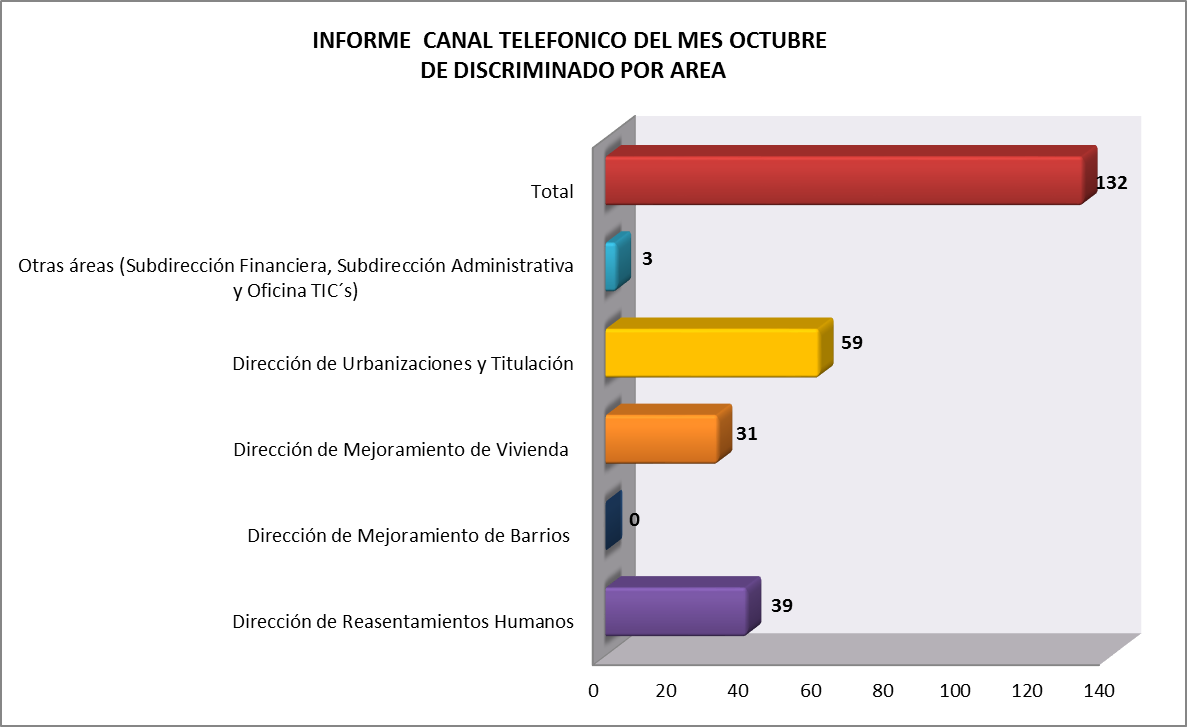 INFORME  CANAL TELEFONICO DEL MES OCTUBRE
DE DISCRIMINADO POR AREA
Total
132
Otras áreas (Subdirección Financiera, Subdirección Administrativa
y Oficina TIC´s)
3
Dirección de Urbanizaciones y Titulación
59
Dirección de Mejoramiento de Vivienda
31
Dirección de Mejoramiento de Barrios
0
Dirección de Reasentamientos Humanos
39
0 20 40 60 80 100 120 140